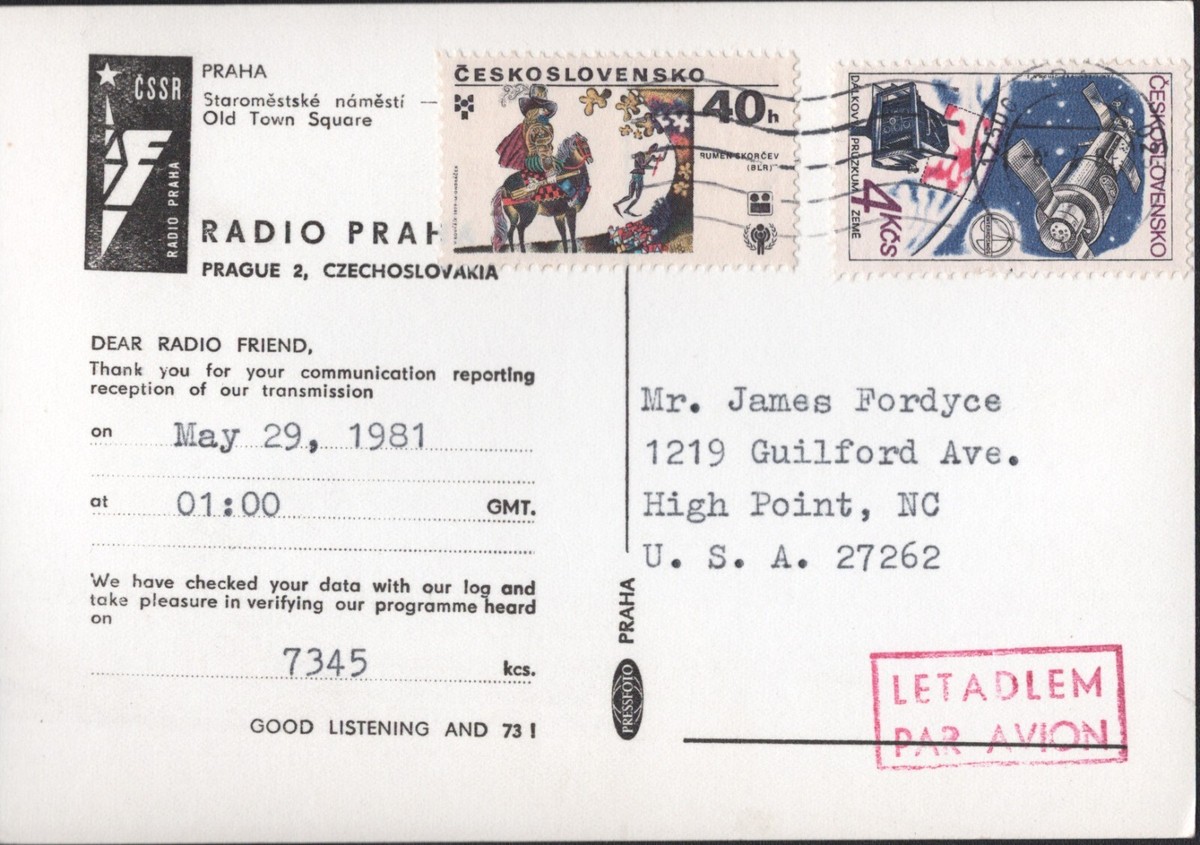 ČSSR
RADIO PRAHA
PRAHA
Staroměstské náměstí —
Old Town Square
RADIO PRAH
PRAGUE 2, CZECHOSLOVAKIA
ČESKOSLOVENSKO
40h
RUMEN SKORČEV
(BLR)
DÁLKOVÝ PRŮZKUM ZEMĚ
4 KČS
ČESKOSLOVENSKO
DEAR RADIO FRIEND,
Thank you for your communication reporting
reception of our transmission
on May 29, 1981
at 01:00 GMT.
We have checked your data with our log and
take pleasure in verifying our programme heard
on
7345 kcs.
GOOD LISTENING AND 73 !
PRESSFOTO PRAHA
Mr. James Fordyce
1219 Guilford Ave.
High Point, NC
U. S. A. 27262
LETADLEM
PAR AVION